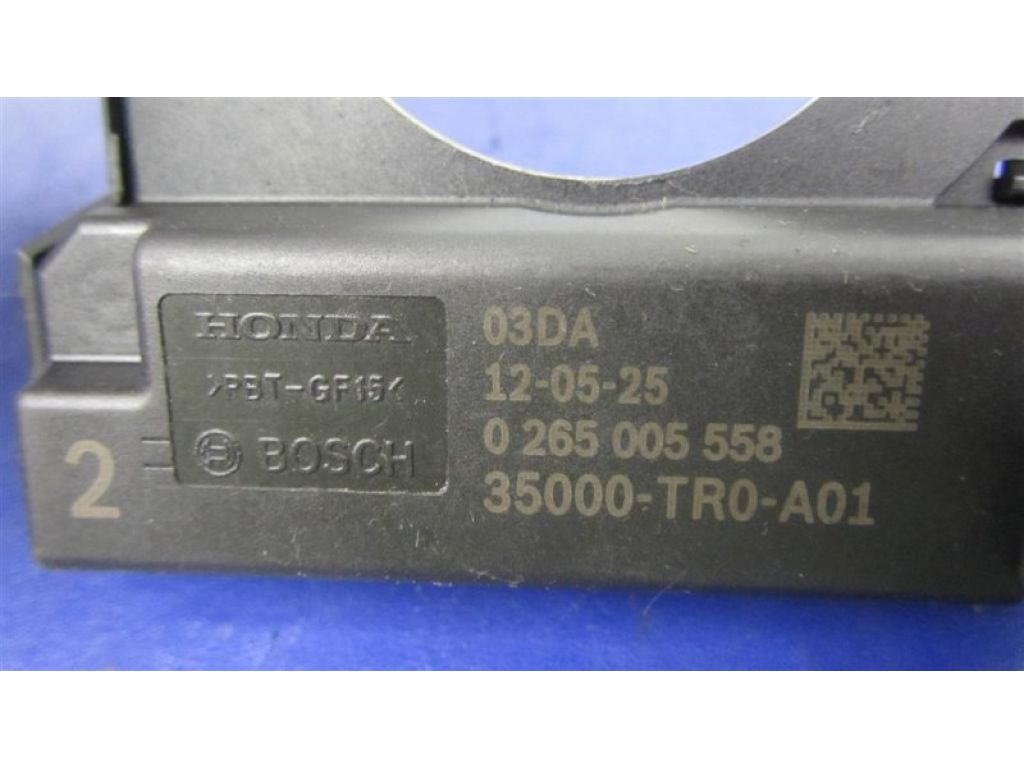 HONDA
>PBT-GF15<
BOSCH
2
03DA
12-05-25
0 265 005 558
35000-TR0-A01